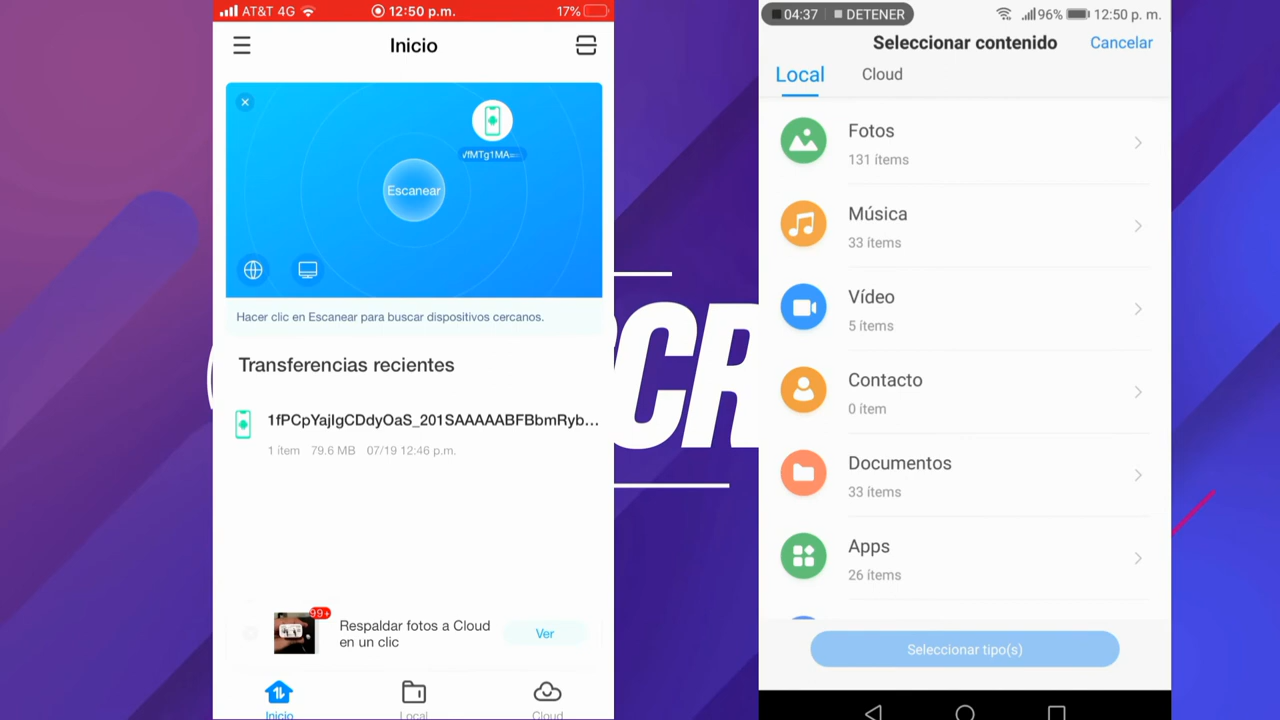 AT&T 4G 12:50 p.m. 17%
Inicio
Escanear
Hacer clic en Escanear para buscar dispositivos cercanos.
Transferencias recientes
1fPCpYajIgCDdyOaS_201SAAAAABFBbmRyb...
1 ítem 79.6 MB 07/19 12:46 p.m.
99+
Respaldar fotos a Cloud
en un clic
Ver
Inicio
Local
Cloud
CR
04:37 DETENER 96% 12:50 p. m.
Seleccionar contenido Cancelar
Local Cloud
Fotos
131 ítems
Música
33 ítems
Vídeo
5 ítems
Contacto
0 ítem
Documentos
33 ítems
Apps
26 ítems
Seleccionar tipo(s)